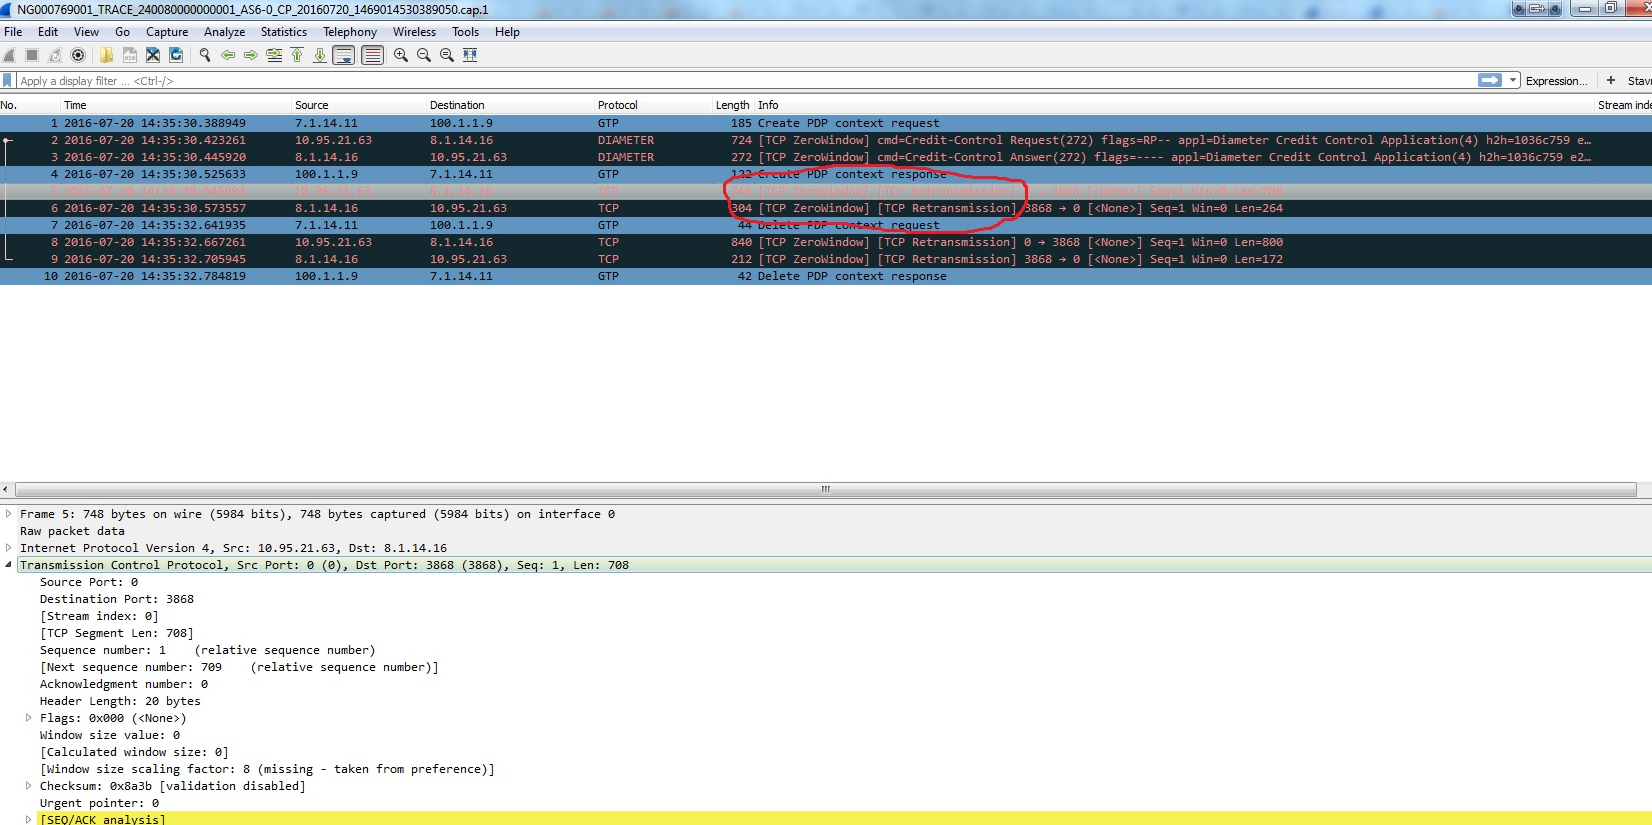 NG000769001_TRACE_240080000000001_AS6-0_CP_20160720_1469014530389050.cap.1
File Edit View Go Capture Analyze Statistics Telephony Wireless Tools Help
Apply a display filter ... <Ctrl-/> Expression... + Stav
No. Time Source Destination Protocol Length Info Stream inde
1 2016-07-20 14:35:30.388949 7.1.14.11 100.1.1.9 GTP 185 Create PDP context request
2 2016-07-20 14:35:30.423261 10.95.21.63 8.1.14.16 DIAMETER 724 [TCP ZeroWindow] cmd=Credit-Control Request(272) flags=RP-- appl=Diameter Credit Control Application(4) h2h=1036c759 e…
3 2016-07-20 14:35:30.445920 8.1.14.16 10.95.21.63 DIAMETER 272 [TCP ZeroWindow] cmd=Credit-Control Answer(272) flags=---- appl=Diameter Credit Control Application(4) h2h=1036c759 e2…
4 2016-07-20 14:35:30.525633 100.1.1.9 7.1.14.11 GTP 122 Create PDP context response
5 2016-07-20 10.95.21.63 8.1.14.16 TCP 748 [TCP ZeroWindow] [TCP Retransmission] → 3868 [<None>] Seq=1 Win=0 Len=708
6 2016-07-20 14:35:30.573557 8.1.14.16 10.95.21.63 TCP 304 [TCP ZeroWindow] [TCP Retransmission] 3868 → 0 [<None>] Seq=1 Win=0 Len=264
7 2016-07-20 14:35:32.641935 7.1.14.11 100.1.1.9 GTP 44 Delete PDP context request
8 2016-07-20 14:35:32.667261 10.95.21.63 8.1.14.16 TCP 840 [TCP ZeroWindow] [TCP Retransmission] 0 → 3868 [<None>] Seq=1 Win=0 Len=800
9 2016-07-20 14:35:32.705945 8.1.14.16 10.95.21.63 TCP 212 [TCP ZeroWindow] [TCP Retransmission] 3868 → 0 [<None>] Seq=1 Win=0 Len=172
10 2016-07-20 14:35:32.784819 100.1.1.9 7.1.14.11 GTP 42 Delete PDP context response
Frame 5: 748 bytes on wire (5984 bits), 748 bytes captured (5984 bits) on interface 0
Raw packet data
Internet Protocol Version 4, Src: 10.95.21.63, Dst: 8.1.14.16
Transmission Control Protocol, Src Port: 0 (0), Dst Port: 3868 (3868), Seq: 1, Len: 708
Source Port: 0
Destination Port: 3868
[Stream index: 0]
[TCP Segment Len: 708]
Sequence number: 1 (relative sequence number)
[Next sequence number: 709 (relative sequence number)]
Acknowledgment number: 0
Header Length: 20 bytes
Flags: 0x000 (<None>)
Window size value: 0
[Calculated window size: 0]
[Window size scaling factor: 8 (missing - taken from preference)]
Checksum: 0x8a3b [validation disabled]
Urgent pointer: 0
[SEQ/ACK analysis]